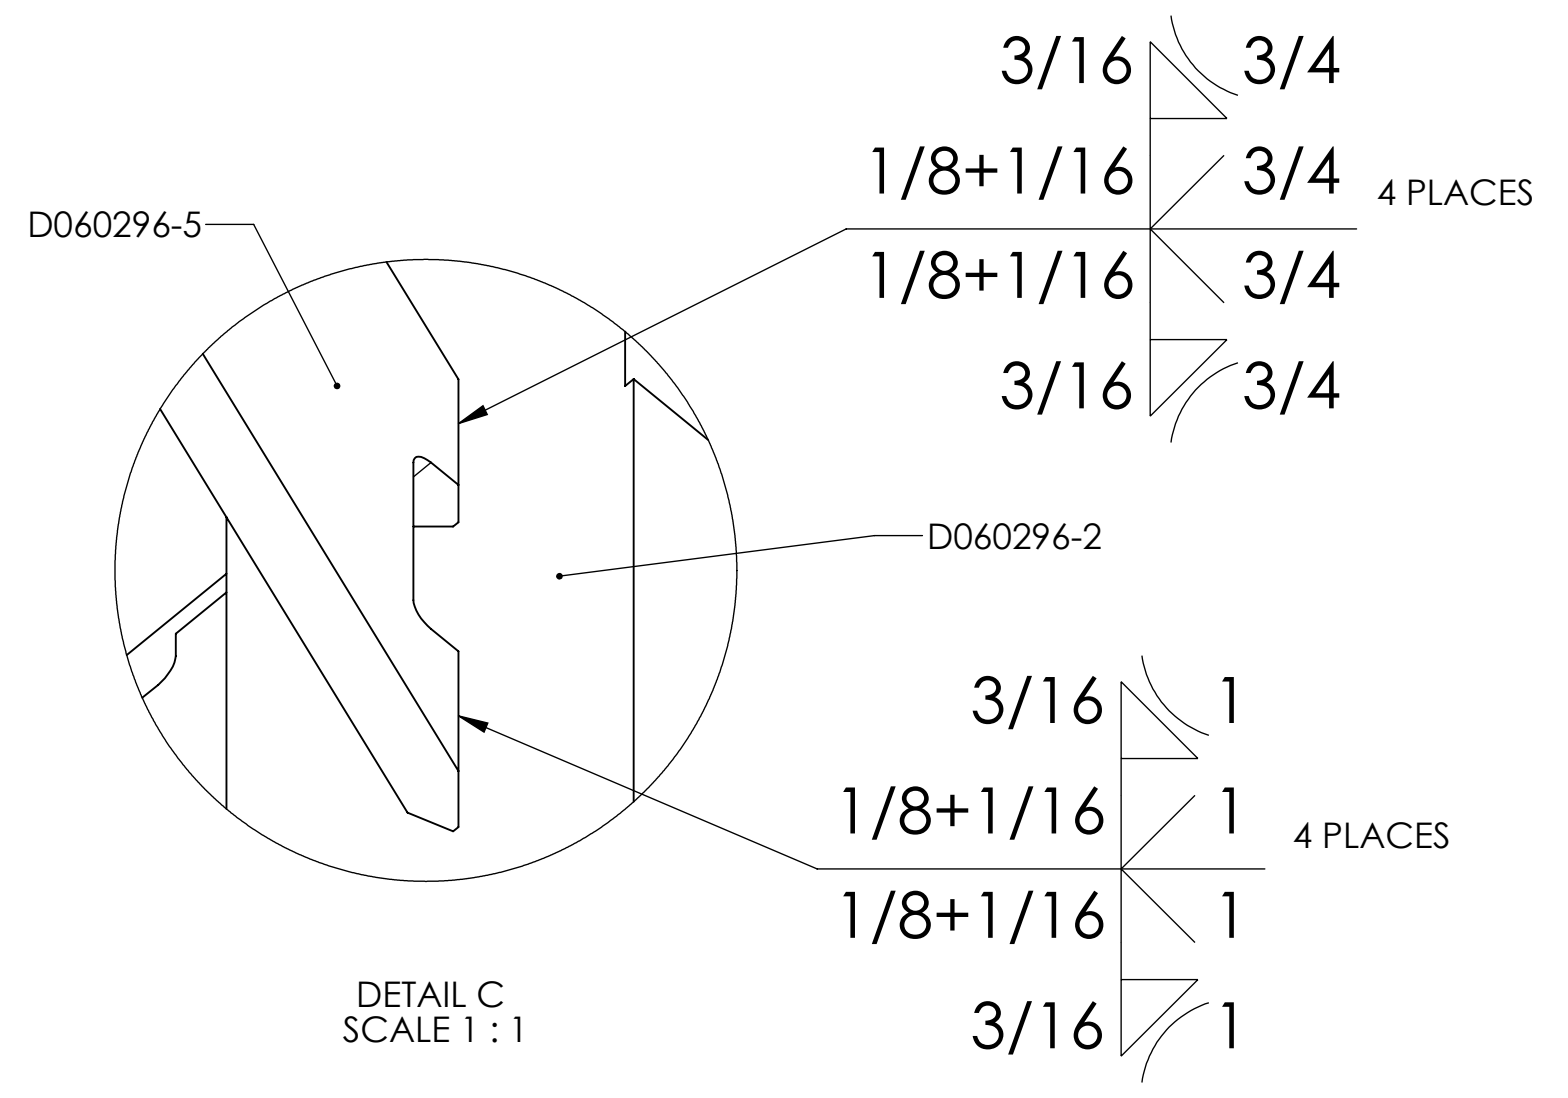 3/16 3/4
1/8+1/16 3/4
4 PLACES
1/8+1/16 3/4
3/16 3/4
D060296-5
D060296-2
3/16 1
1/8+1/16 1
4 PLACES
1/8+1/16 1
3/16 1
DETAIL C
SCALE 1 : 1